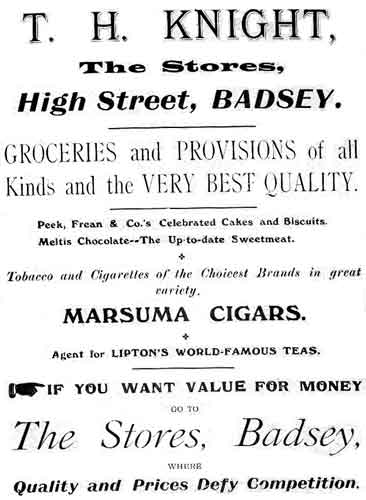 T. H. KNIGHT,
The Stores,
High Street, BADSEY.
GROCERIES and PROVISIONS of all
Kinds and the VERY BEST QUALITY.
Peek, Frean & Co.'s Celebrated Cakes and Biscuits.
Meltis Chocolate--The Up-to-date Sweetmeat.
Tobacco and Cigarettes of the Choicest Brands in great
variety.
MARSUMA CIGARS.
Agent for LIPTON'S WORLD-FAMOUS TEAS.
IF YOU WANT VALUE FOR MONEY
GO TO
The Stores, Badsey,
WHERE
Quality and Prices Defy Competition.